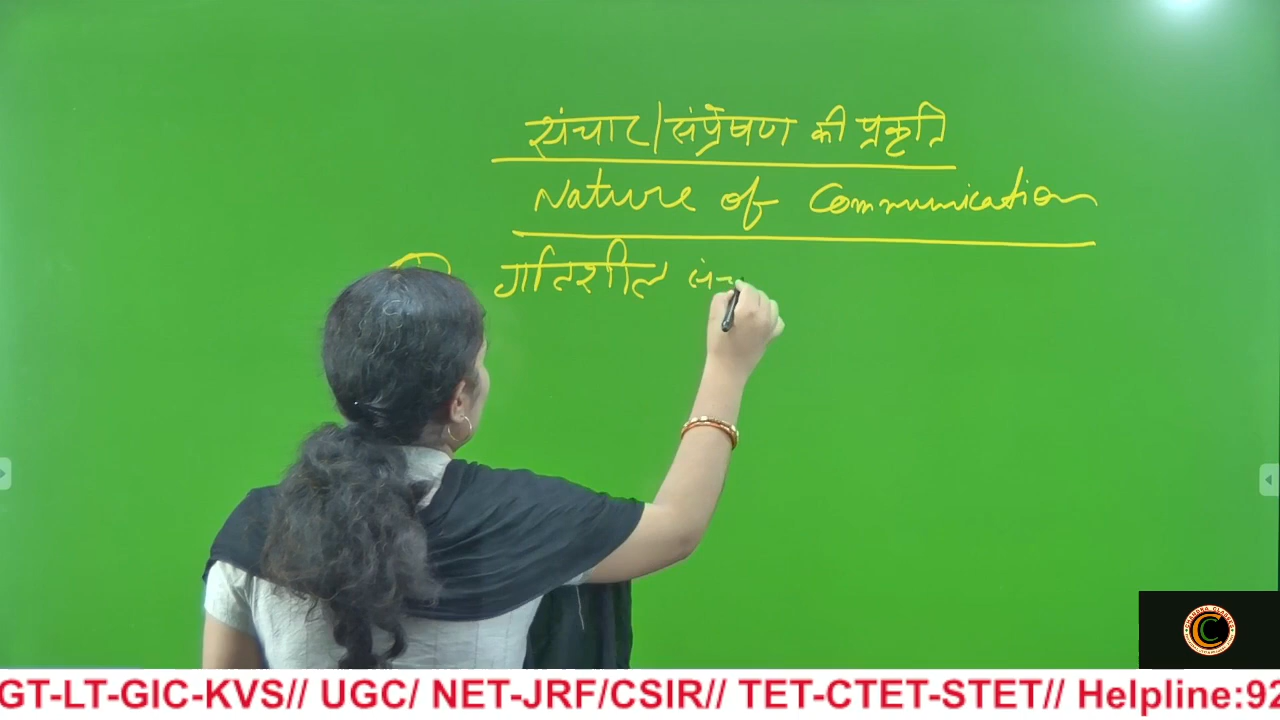 संचार/संप्रेषण की प्रकृति
Nature of Communication
गतिशील
GT-LT-GIC-KVS// UGC/ NET-JRF/CSIR// TET-CTET-STET// Helpline:92